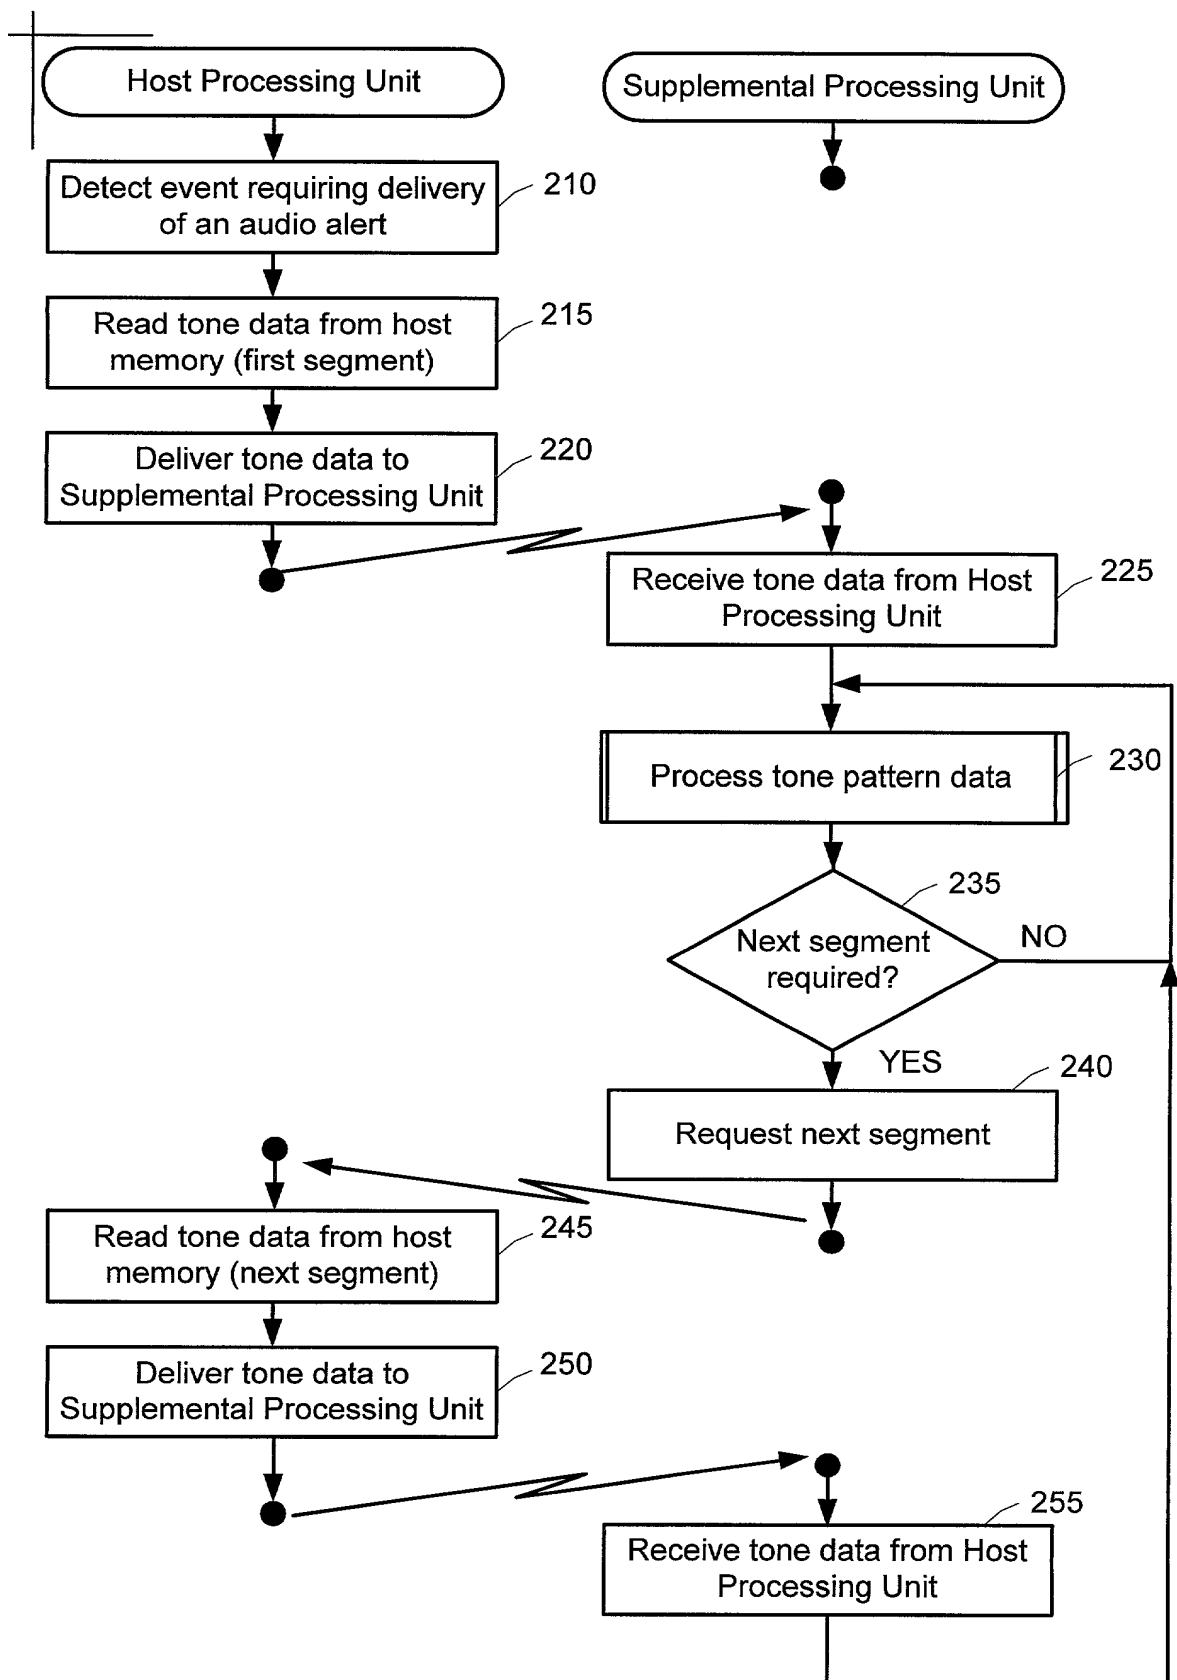 Host Processing Unit
Supplemental Processing Unit
Detect event requiring delivery
of an audio alert
210
Read tone data from host
memory (first segment)
215
Deliver tone data to
Supplemental Processing Unit
220
Receive tone data from Host
Processing Unit
225
Process tone pattern data
230
235
Next segment
required?
NO
YES
240
Request next segment
Read tone data from host
memory (next segment)
245
Deliver tone data to
Supplemental Processing Unit
250
255
Receive tone data from Host
Processing Unit